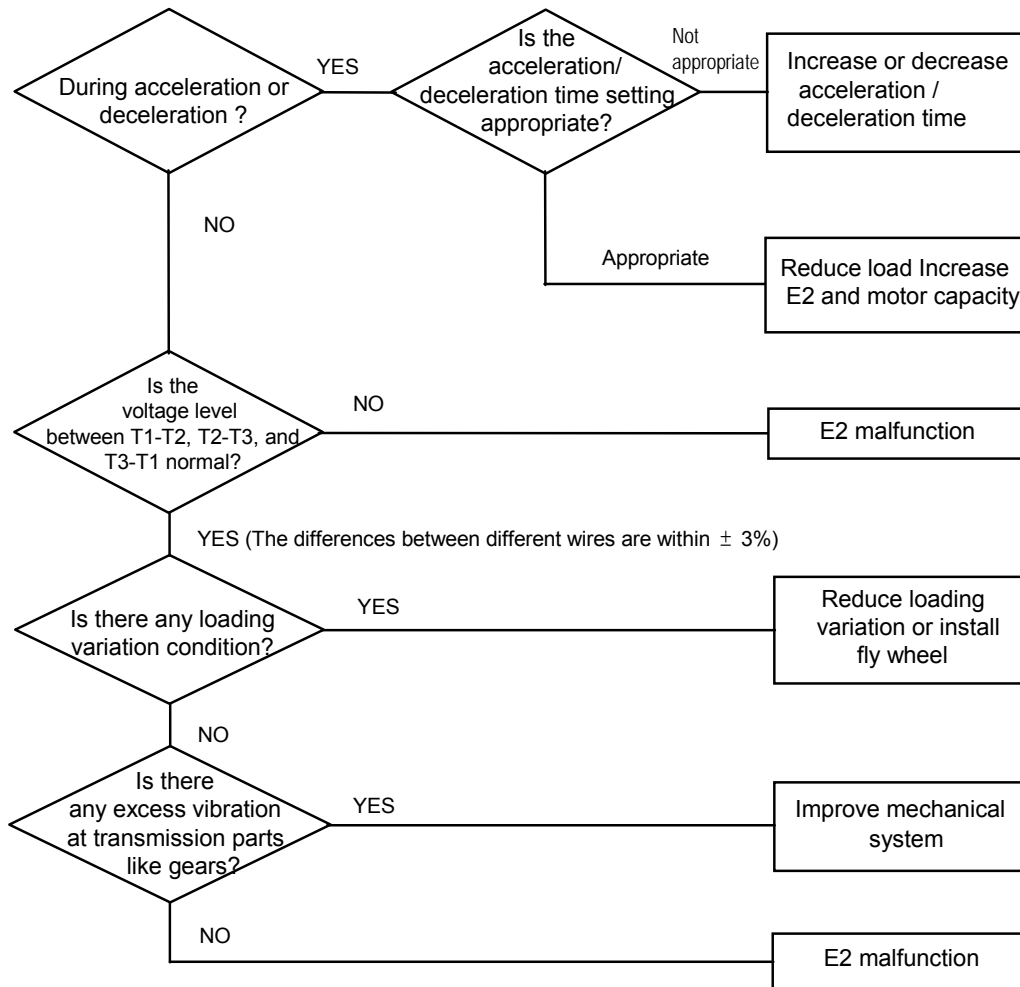 During acceleration or
deceleration ?
YES
Is the
acceleration/
deceleration time setting
appropriate?
Not
appropriate
Increase or decrease
acceleration /
deceleration time
NO
Appropriate
Reduce load Increase
E2 and motor capacity
Is the
voltage level
between T1-T2, T2-T3, and
T3-T1 normal?
NO
E2 malfunction
YES (The differences between different wires are within ± 3%)
Is there any loading
variation condition?
YES
Reduce loading
variation or install
fly wheel
NO
Is there
any excess vibration
at transmission parts
like gears?
YES
Improve mechanical
system
NO
E2 malfunction